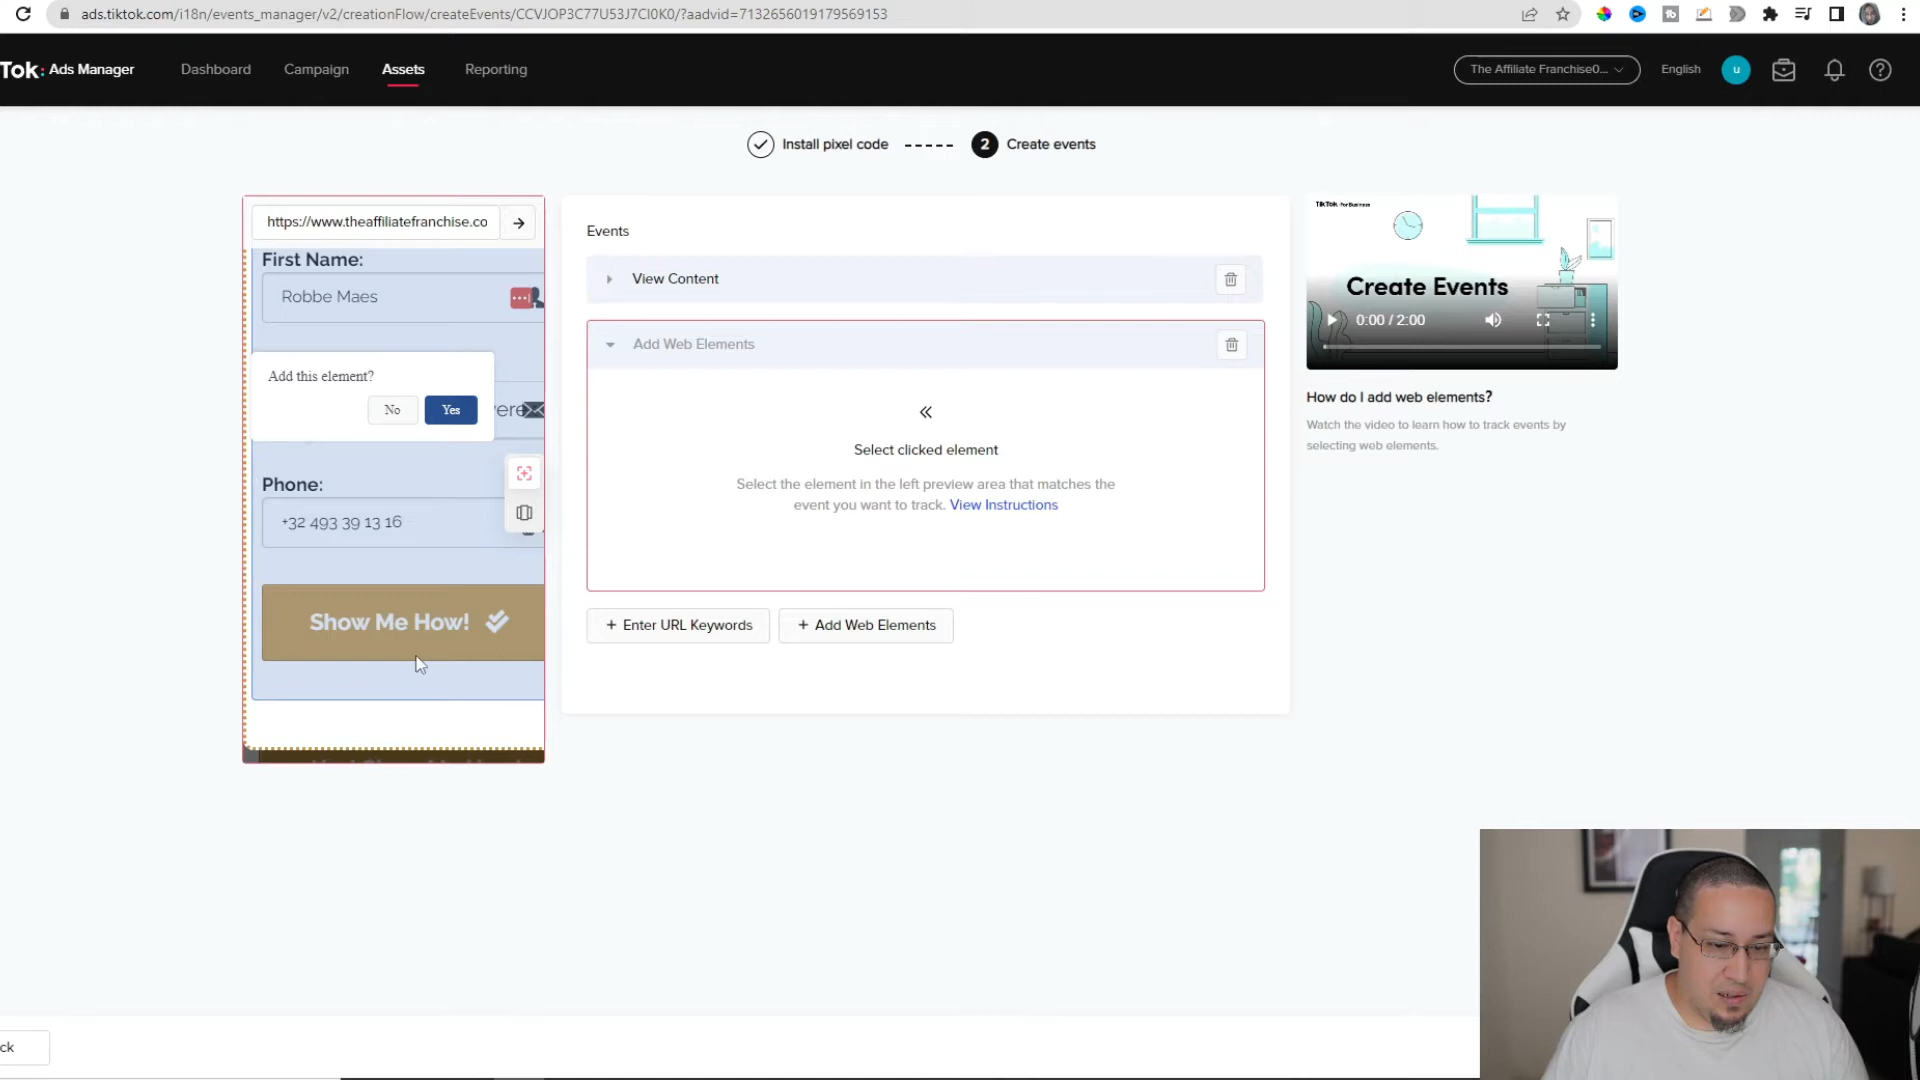 ads.tiktok.com/i18n/events_manager/v2/creationFlow/createEvents/CCVJOP3C77U53J7CI0K0/?aadvid=7132656019179569153
Tok: Ads Manager
Dashboard
Campaign
Assets
Reporting
The Affiliate Franchise0...
English
u
Install pixel code
2
Create events
https://www.theaffiliatefranchise.co
First Name:
Robbe Maes
Add this element?
No
Yes
Phone:
+32 493 39 13 16
Show Me How!
Events
View Content
Add Web Elements
Select clicked element
Select the element in the left preview area that matches the
event you want to track. View Instructions
+ Enter URL Keywords
+ Add Web Elements
TikTok For Business
Create Events
0:00 / 2:00
How do I add web elements?
Watch the video to learn how to track events by
selecting web elements.
ck